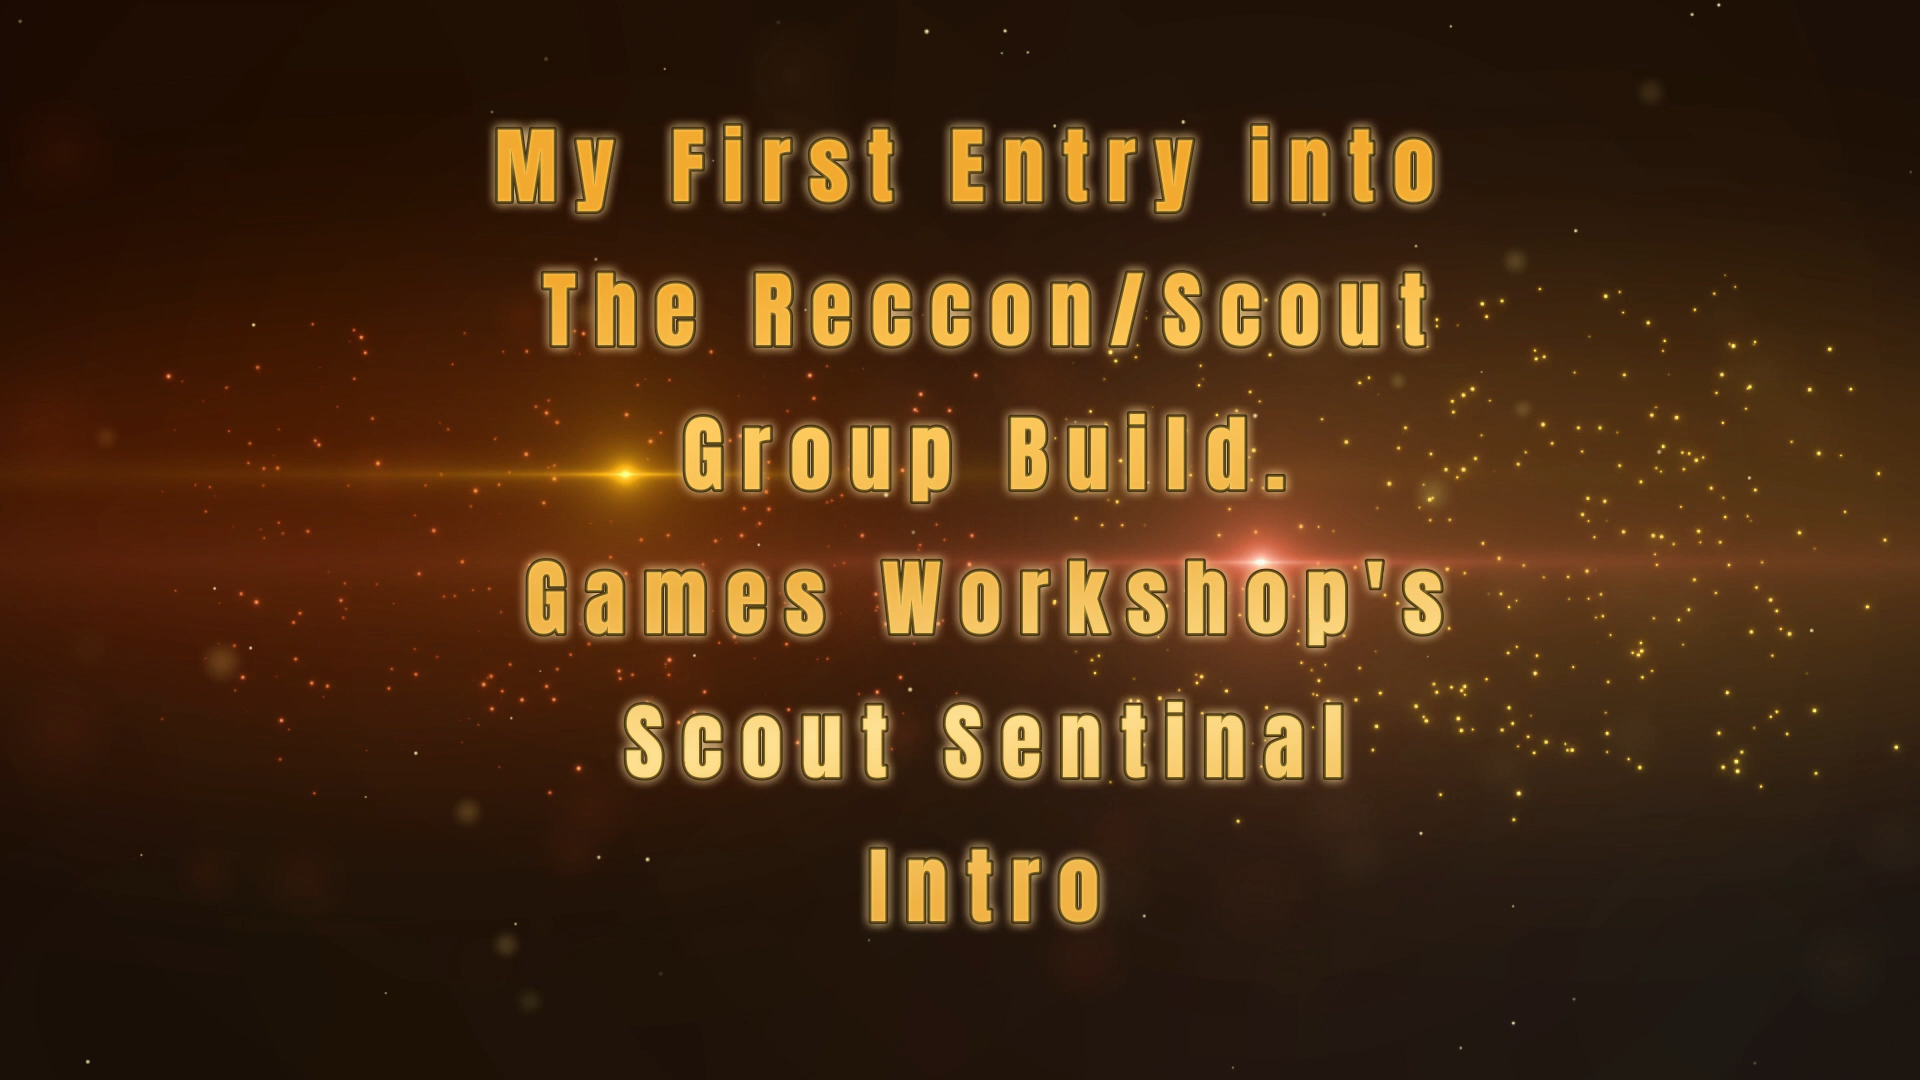 My First Entry into
The Reccon/Scout
Group Build.
Games Workshop's
Scout Sentinal
Intro